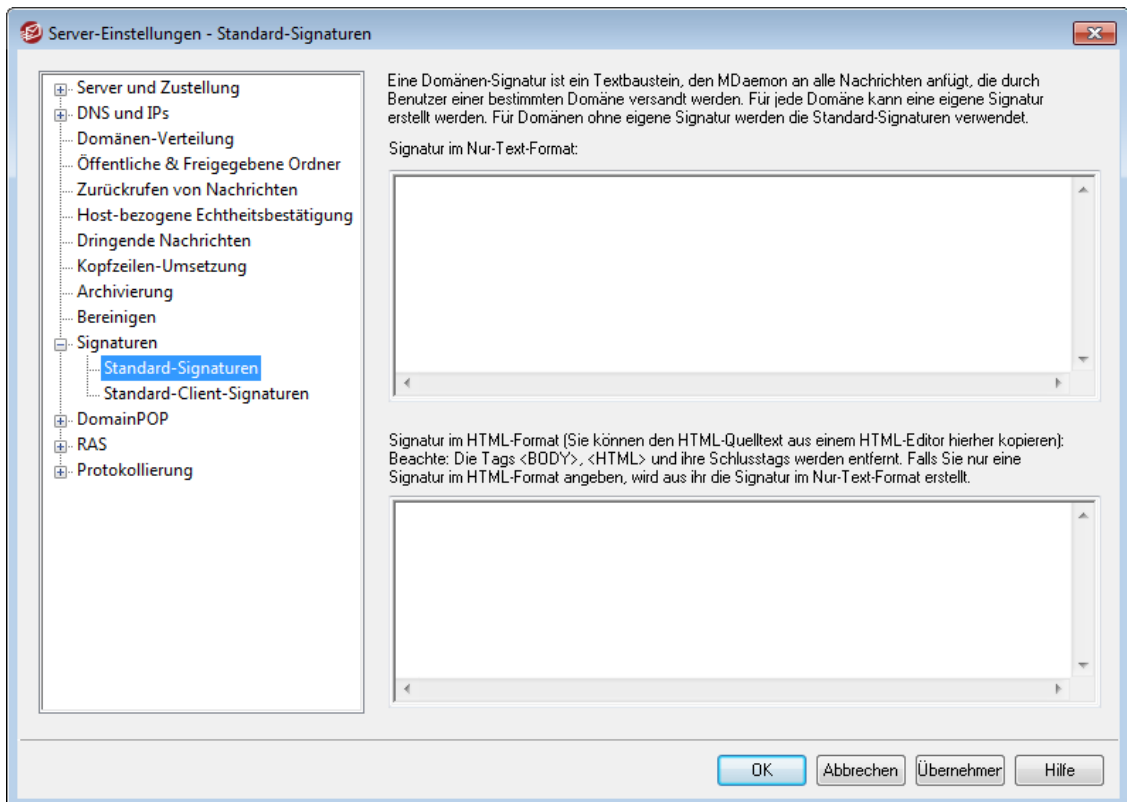 Server-Einstellungen - Standard-Signaturen
Server und Zustellung
DNS und IPs
Domänen-Verteilung
Öffentliche & Freigegebene Ordner
Zurückrufen von Nachrichten
Host-bezogene Echtheitsbestätigung
Dringende Nachrichten
Kopfzeilen-Umsetzung
Archivierung
Bereinigen
Signaturen
Standard-Signaturen
Standard-Client-Signaturen
DomainPOP
RAS
Protokollierung
Eine Domänen-Signatur ist ein Textbaustein, den MDaemon an alle Nachrichten anfügt, die durch
Benutzer einer bestimmten Domäne versandt werden. Für jede Domäne kann eine eigene Signatur
erstellt werden. Für Domänen ohne eigene Signatur werden die Standard-Signaturen verwendet.
Signatur im Nur-Text-Format:
Signatur im HTML-Format (Sie können den HTML-Quelltext aus einem HTML-Editor hierher kopieren):
Beachte: Die Tags <BODY>, <HTML> und ihre Schlusstags werden entfernt. Falls Sie nur eine
Signatur im HTML-Format angeben, wird aus ihr die Signatur im Nur-Text-Format erstellt.
OK
Abbrechen
Übernehmer
Hilfe